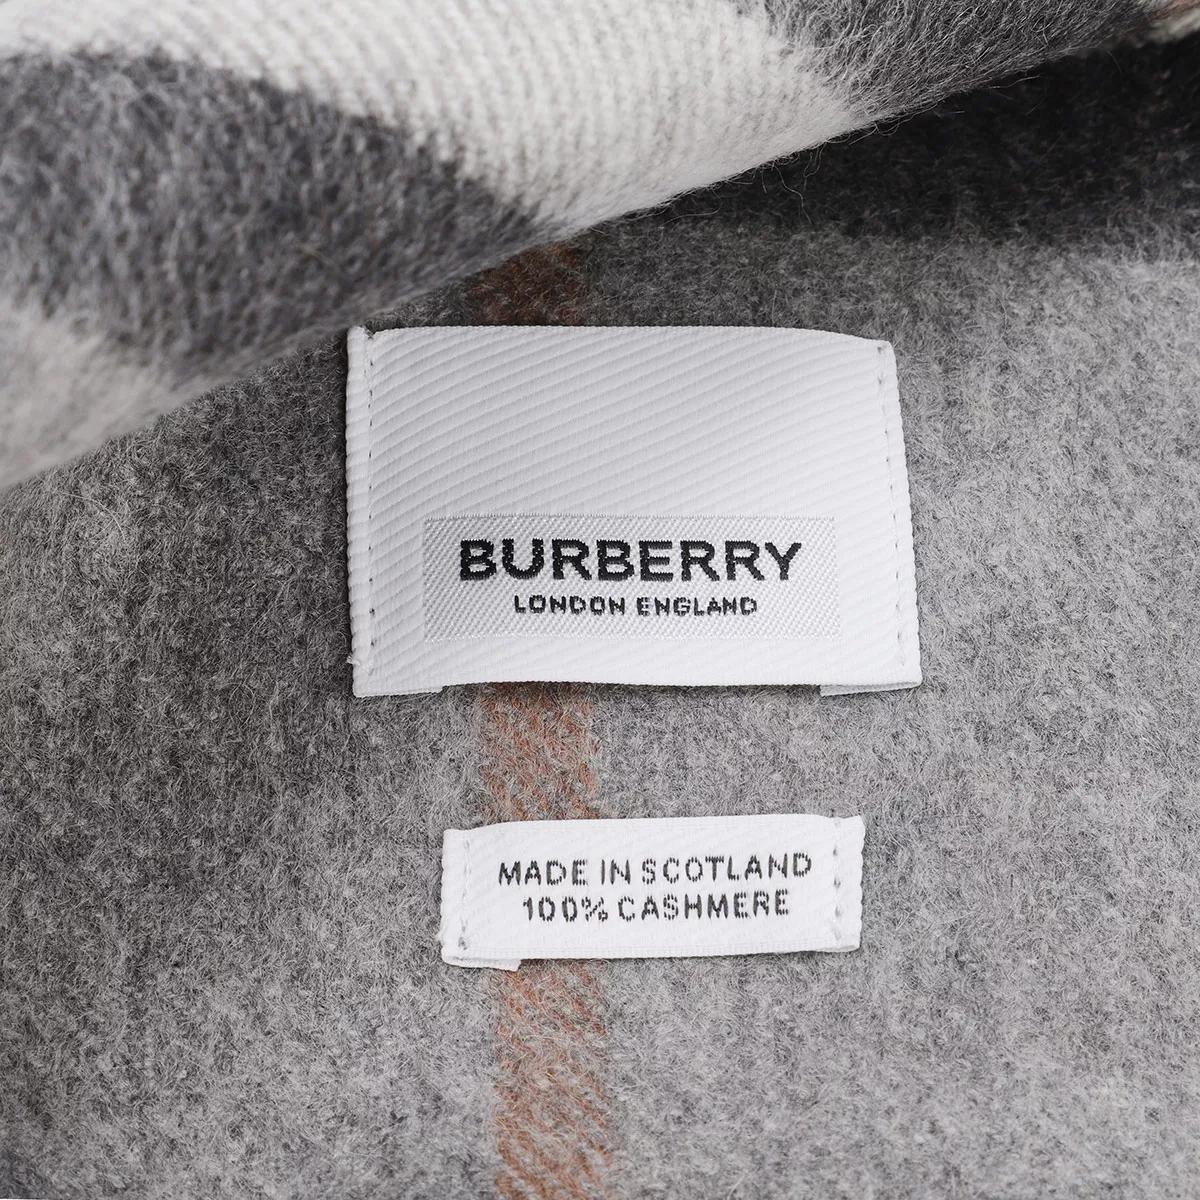 BURBERRY
LONDON ENGLAND
MADE IN SCOTLAND
100% CASHMERE